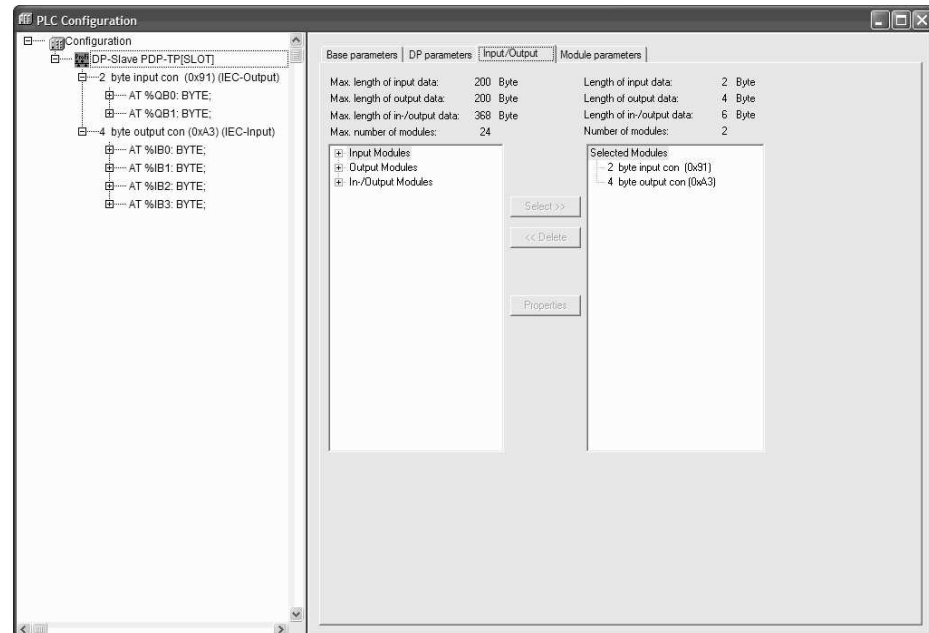 PLC Configuration
Configuration
DP-Slave PDP-TP[SLOT]
2 byte input con (0x91) (IEC-Output)
AT %QB0: BYTE;
AT %QB1: BYTE;
4 byte output con (0xA3) (IEC-Input)
AT %IB0: BYTE;
AT %IB1: BYTE;
AT %IB2: BYTE;
AT %IB3: BYTE;
Base parameters DP parameters Input/Output Module parameters
Max. length of input data: 200 Byte
Max. length of output data: 200 Byte
Max. length of in-/output data: 368 Byte
Max. number of modules: 24
Length of input data: 2 Byte
Length of output data: 4 Byte
Length of in-/output data: 6 Byte
Number of modules: 2
Input Modules
Output Modules
In-/Output Modules
Select >>
<< Delete
Properties
Selected Modules
2 byte input con (0x91)
4 byte output con (0xA3)